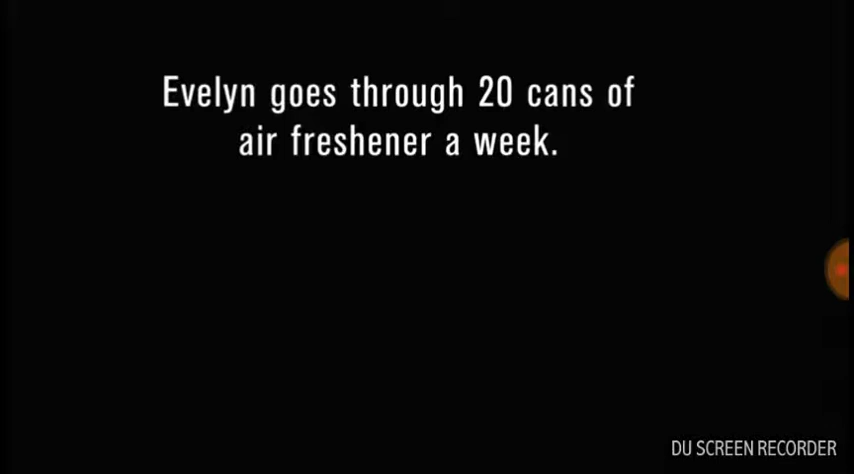 Evelyn goes through 20 cans of
air freshener a week.
DU SCREEN RECORDER